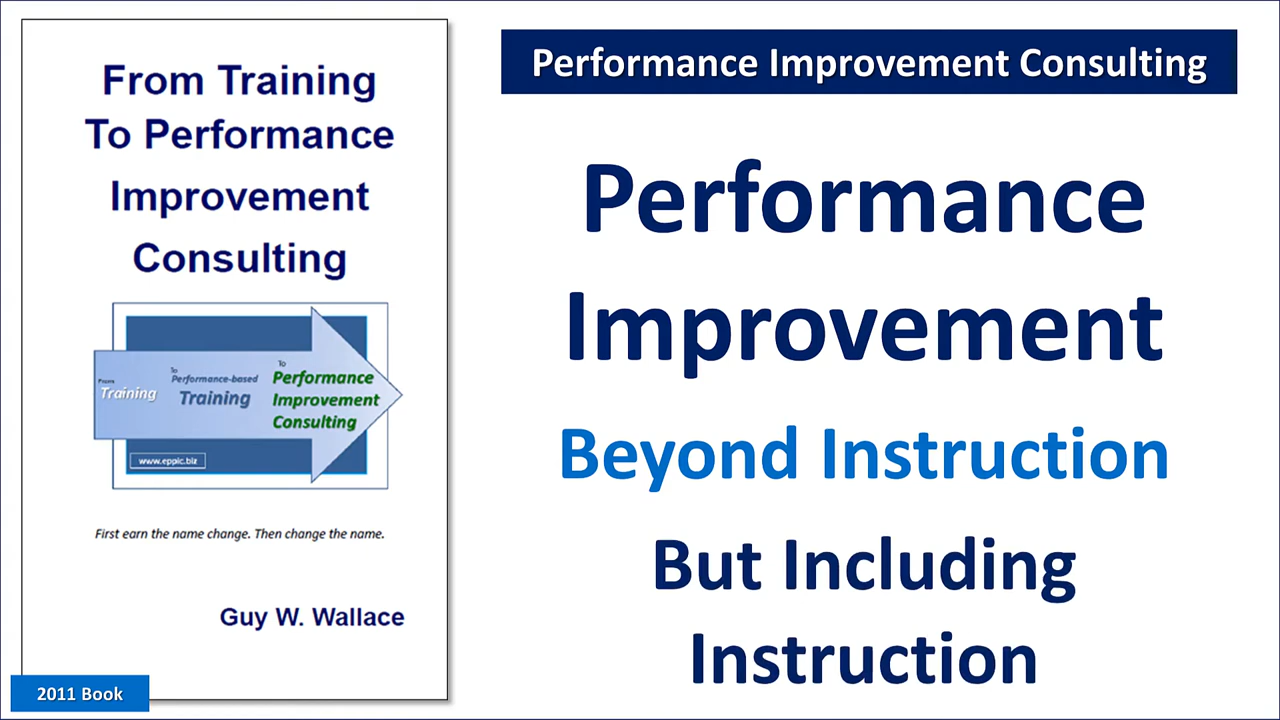 From Training
To Performance
Improvement
Consulting
From
Training
To
Performance-based
Training
To
Performance
Improvement
Consulting
www.eppic.biz
First earn the name change. Then change the name.
Guy W. Wallace
2011 Book
Performance Improvement Consulting
Performance
Improvement
Beyond Instruction
But Including
Instruction